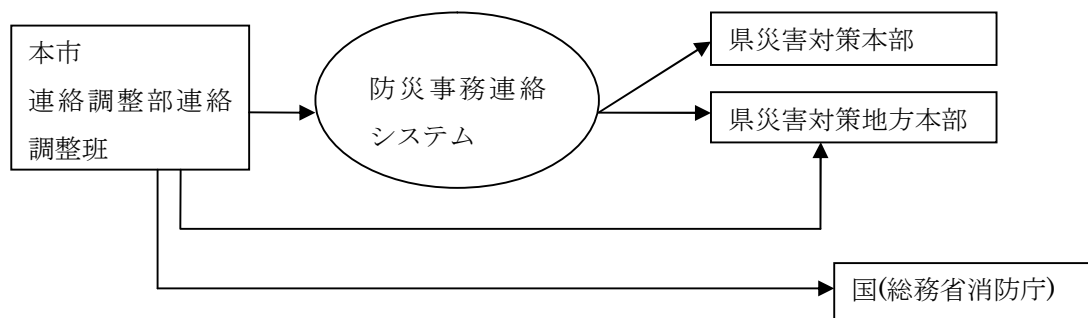 本市
連絡調整部連絡
調整班
防災事務連絡
システム
県災害対策本部
県災害対策地方本部
国(総務省消防庁)